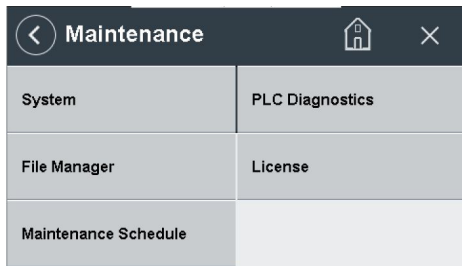 Maintenance
System
PLC Diagnostics
File Manager
License
Maintenance Schedule